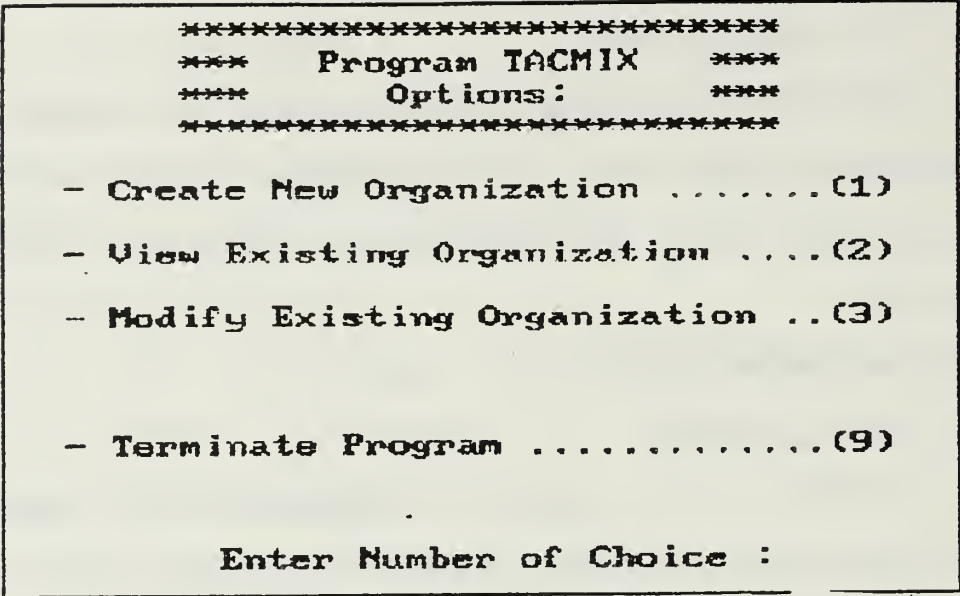 **************************
*** Program TACMIX ***
*** Options: ***
**************************
- Create New Organization .......(1)
- View Existing Organization ....(2)
- Modify Existing Organization ..(3)
- Terminate Program .............(9)
Enter Number of Choice :